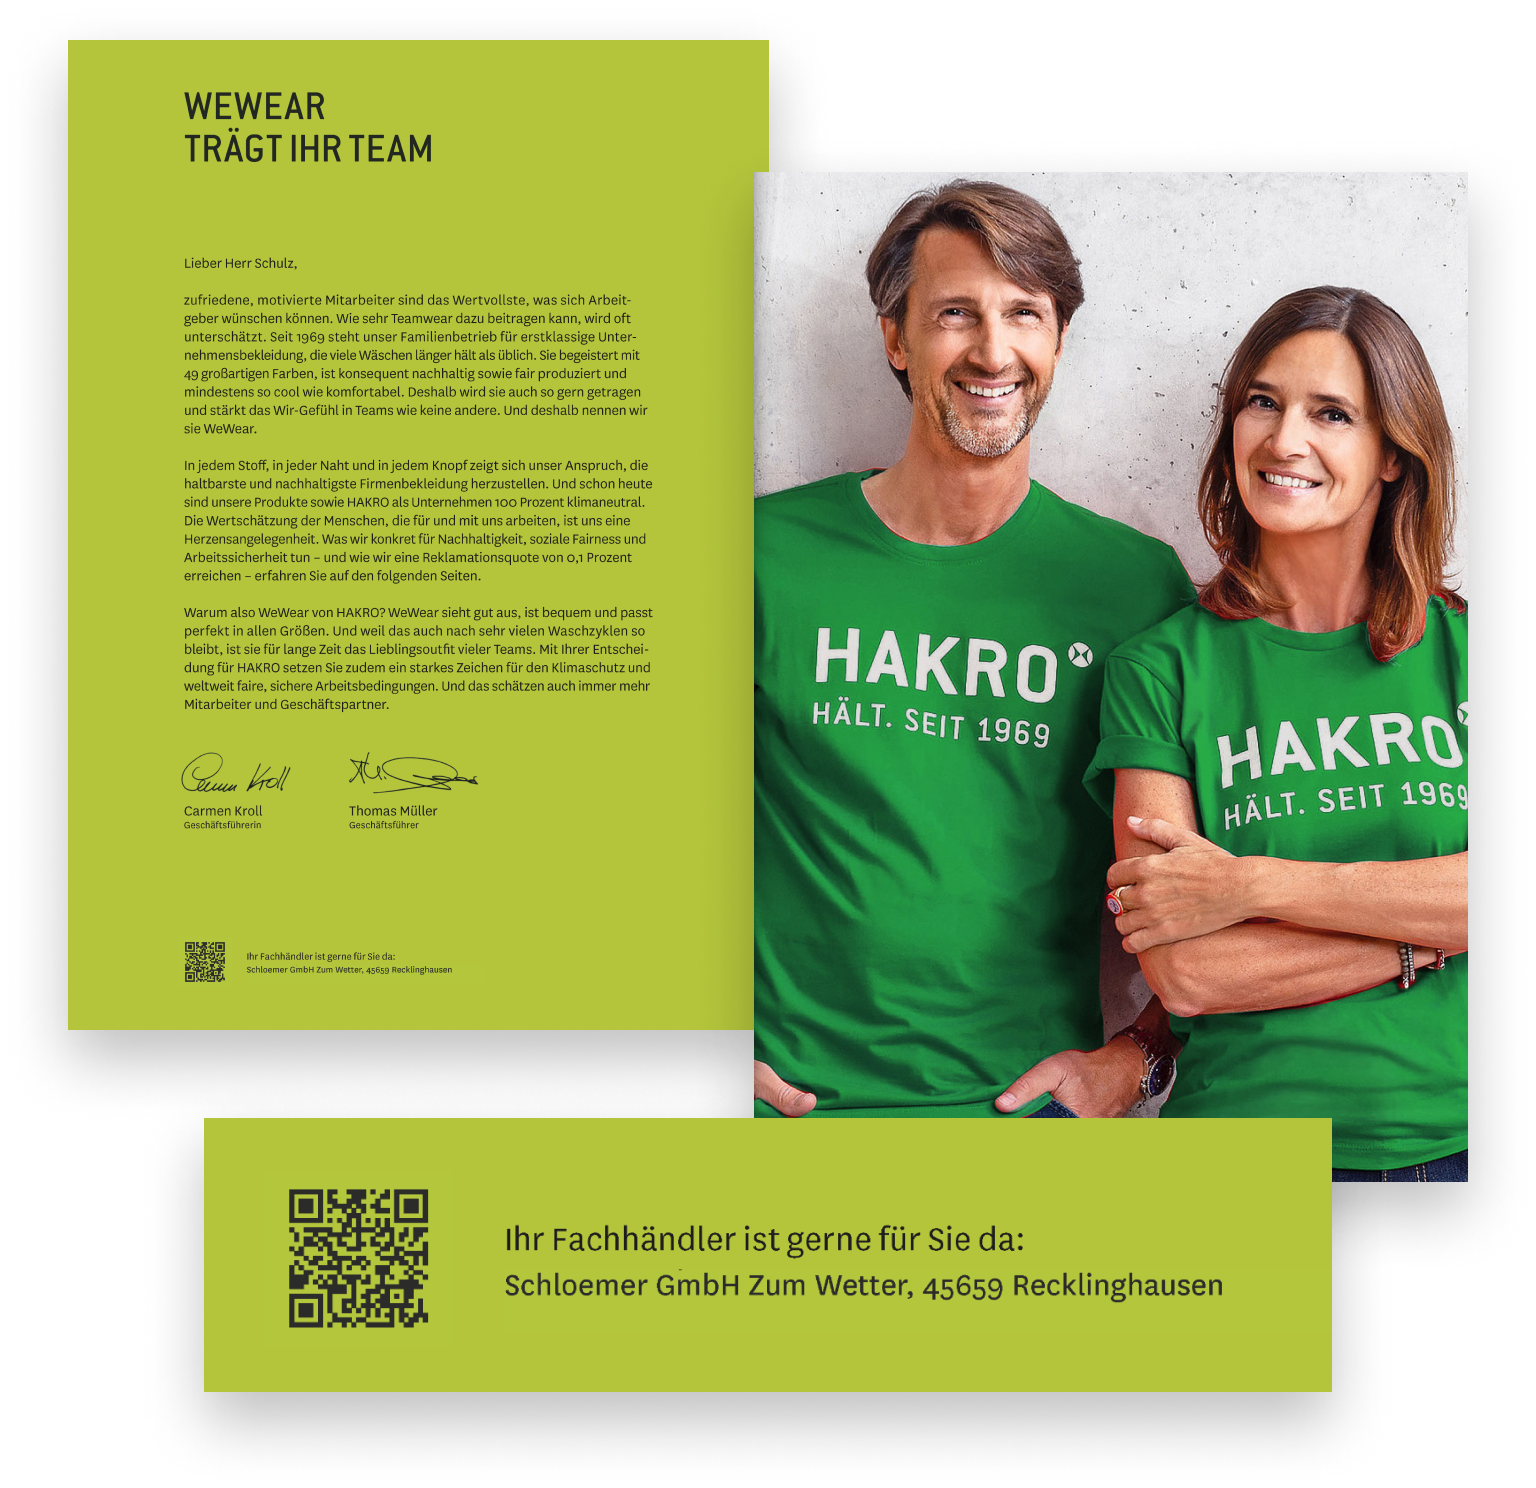 WEWEAR
TRÄGT IHR TEAM
Lieber Herr Schulz,
zufriedene, motivierte Mitarbeiter sind das Wertvollste, was sich Arbeit-
geber wünschen können. Wie sehr Teamwear dazu beitragen kann, wird oft
unterschätzt. Seit 1969 steht unser Familienbetrieb für erstklassige Unter-
nehmensbekleidung, die viele Wäschen länger hält als üblich. Sie begeistert mit
49 großartigen Farben, ist konsequent nachhaltig sowie fair produziert und
mindestens so cool wie komfortabel. Deshalb wird sie auch so gern getragen
und stärkt das Wir-Gefühl in Teams wie keine andere. Und deshalb nennen wir
sie WeWear.
In jedem Stoff, in jeder Naht und in jedem Knopf zeigt sich unser Anspruch, die
haltbarste und nachhaltigste Firmenbekleidung herzustellen. Und schon heute
sind unsere Produkte sowie HAKRO als Unternehmen 100 Prozent klimaneutral.
Die Wertschätzung der Menschen, die für und mit uns arbeiten, ist uns eine
Herzensangelegenheit. Was wir konkret für Nachhaltigkeit, soziale Fairness und
Arbeitssicherheit tun – und wie wir eine Reklamationsquote von 0,1 Prozent
erreichen – erfahren Sie auf den folgenden Seiten.
Warum also WeWear von HAKRO? WeWear sieht gut aus, ist bequem und passt
perfekt in allen Größen. Und weil das auch nach sehr vielen Waschzyklen so
bleibt, ist sie für lange Zeit das Lieblingsoutfit vieler Teams. Mit Ihrer Entschei-
dung für HAKRO setzen Sie zudem ein starkes Zeichen für den Klimaschutz und
weltweit faire, sichere Arbeitsbedingungen. Und das schätzen auch immer mehr
Mitarbeiter und Geschäftspartner.
Carmen Kroll
Geschäftsführerin
Thomas Müller
Geschäftsführer
Ihr Fachhändler ist gerne für Sie da:
Schloemer GmbH Zum Wetter, 45659 Recklinghausen
HAKRO
HÄLT. SEIT 1969
HAKRO
HÄLT. SEIT 1969
Ihr Fachhändler ist gerne für Sie da:
Schloemer GmbH Zum Wetter, 45659 Recklinghausen